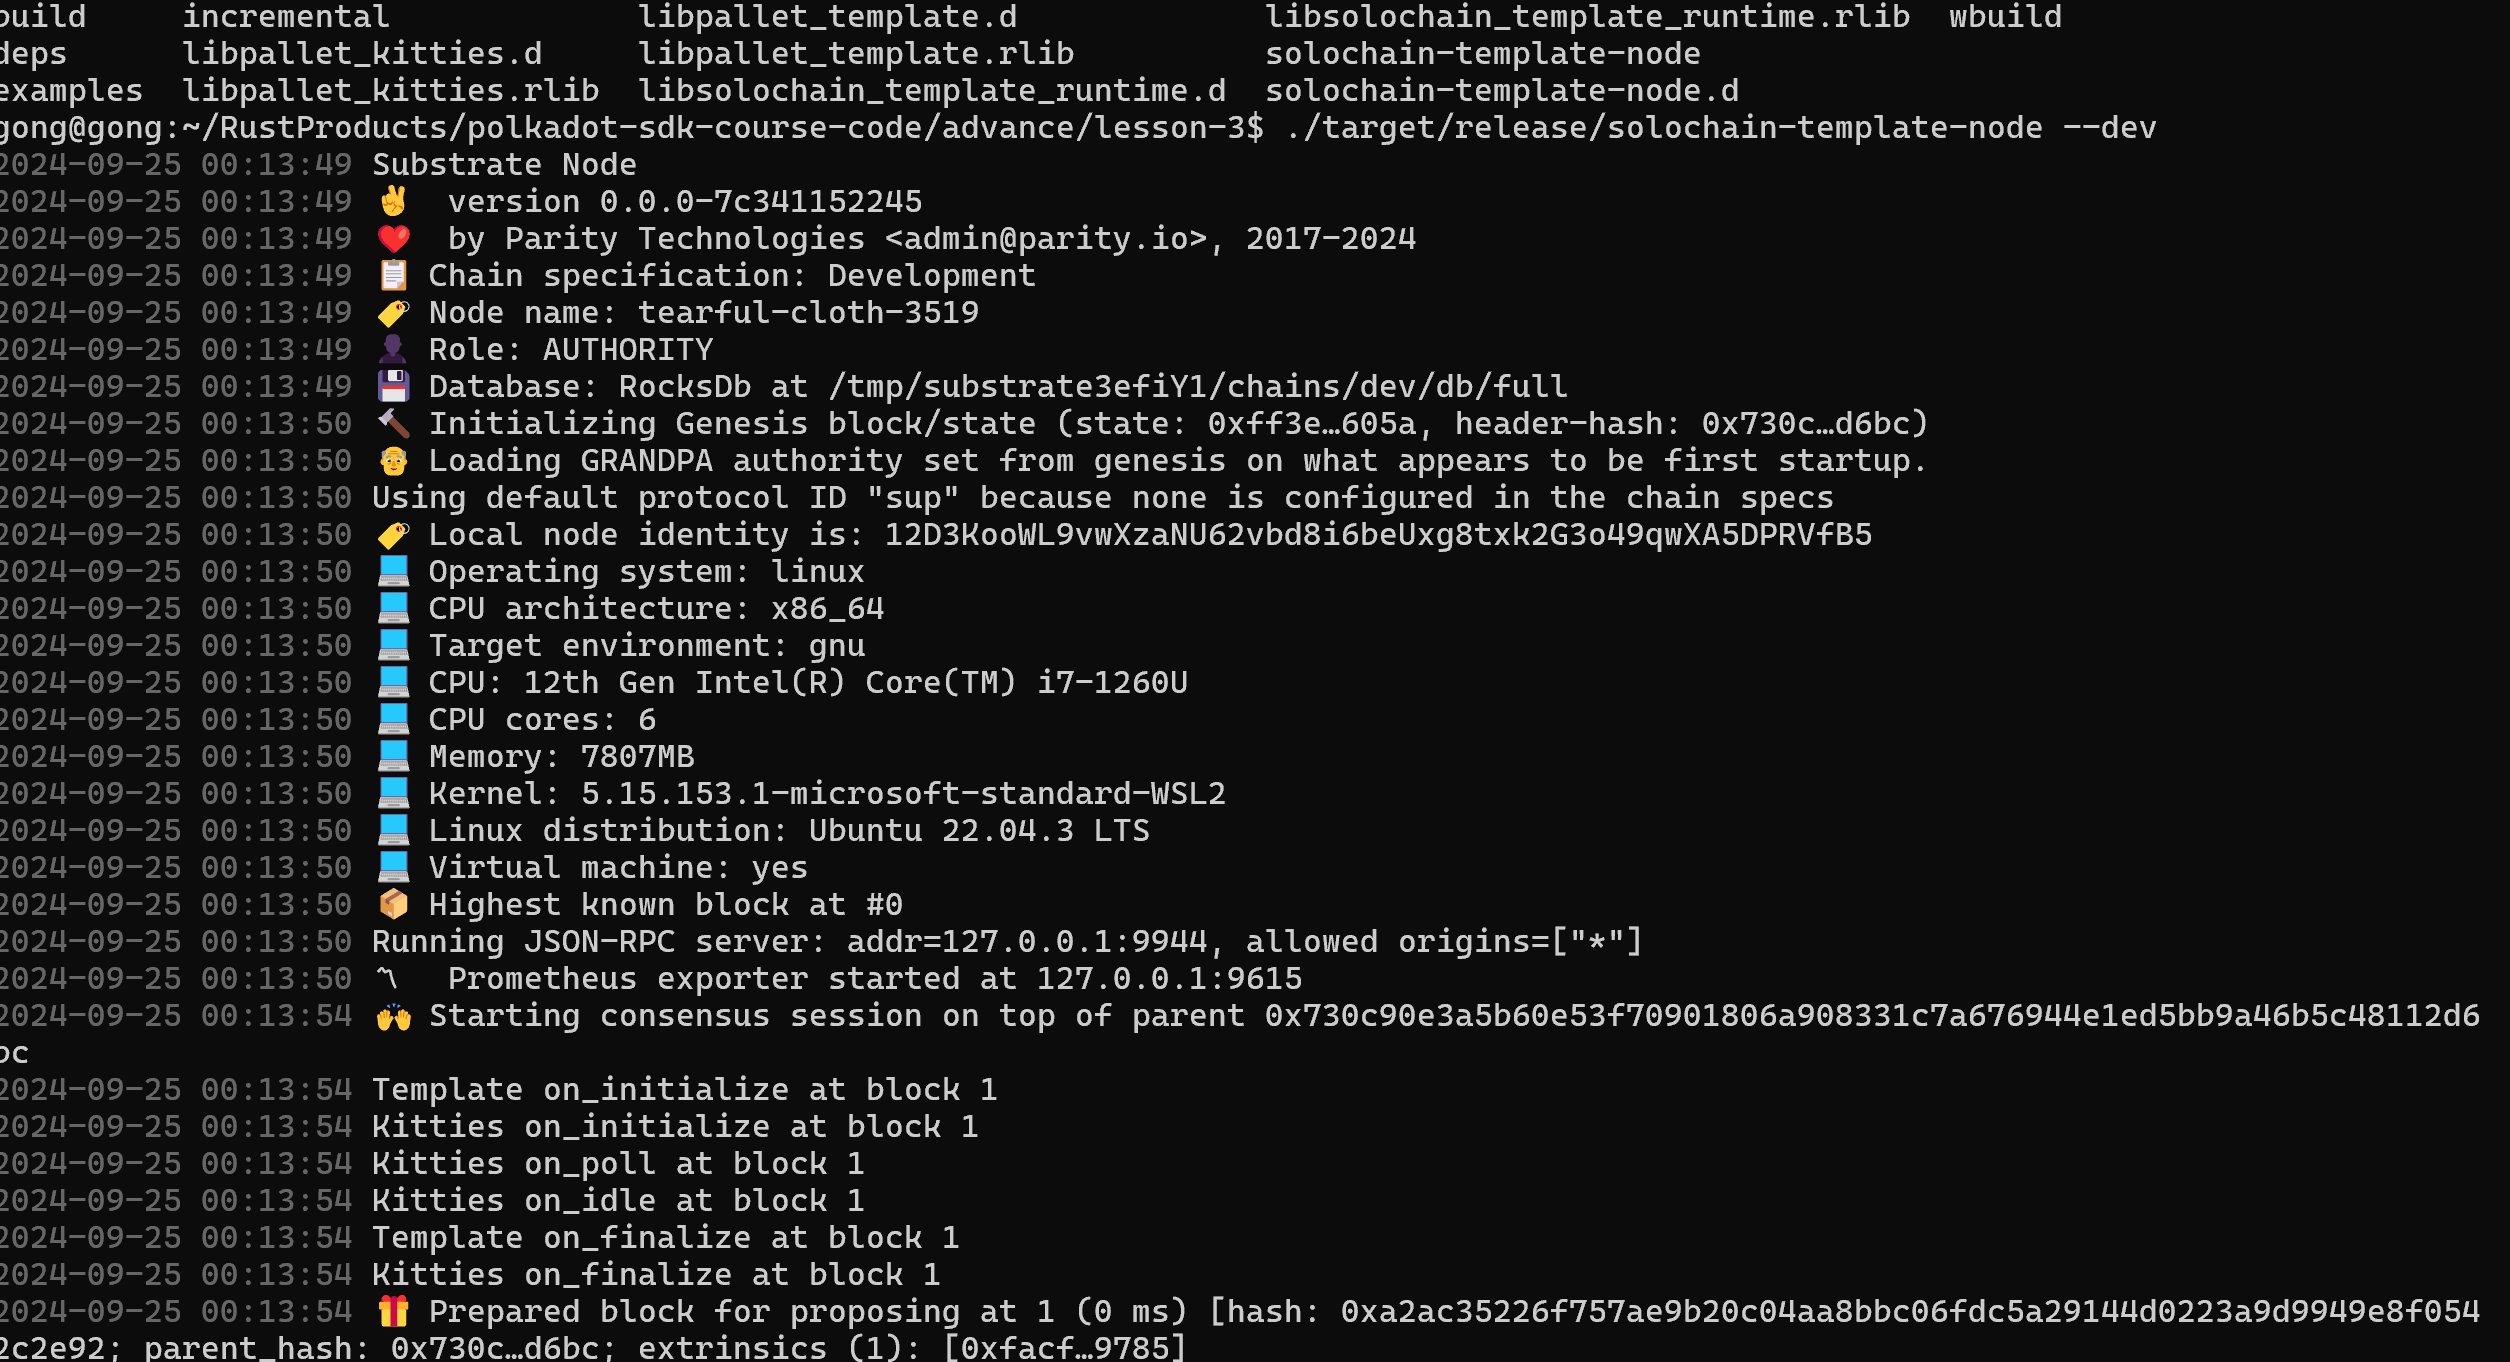 build     incremental             libpallet_template.d             libsolochain_template_runtime.rlib  wbuild
deps      libpallet_kitties.d     libpallet_template.rlib          solochain-template-node
examples  libpallet_kitties.rlib  libsolochain_template_runtime.d  solochain-template-node.d
gong@gong:~/RustProducts/polkadot-sdk-course-code/advance/lesson-3$ ./target/release/solochain-template-node --dev
2024-09-25 00:13:49 Substrate Node
2024-09-25 00:13:49 ✌️  version 0.0.0-7c341152245
2024-09-25 00:13:49 ❤️  by Parity Technologies <admin@parity.io>, 2017-2024
2024-09-25 00:13:49 📋 Chain specification: Development
2024-09-25 00:13:49 🏷 Node name: tearful-cloth-3519
2024-09-25 00:13:49 👤 Role: AUTHORITY
2024-09-25 00:13:49 💾 Database: RocksDb at /tmp/substrate3efiY1/chains/dev/db/full
2024-09-25 00:13:50 🔨 Initializing Genesis block/state (state: 0xff3e…605a, header-hash: 0x730c…d6bc)
2024-09-25 00:13:50 👴 Loading GRANDPA authority set from genesis on what appears to be first startup.
2024-09-25 00:13:50 Using default protocol ID "sup" because none is configured in the chain specs
2024-09-25 00:13:50 🏷 Local node identity is: 12D3KooWL9vwXzaNU62vbd8i6beUxg8txk2G3o49qwXA5DPRVfB5
2024-09-25 00:13:50 💻 Operating system: linux
2024-09-25 00:13:50 💻 CPU architecture: x86_64
2024-09-25 00:13:50 💻 Target environment: gnu
2024-09-25 00:13:50 💻 CPU: 12th Gen Intel(R) Core(TM) i7-1260U
2024-09-25 00:13:50 💻 CPU cores: 6
2024-09-25 00:13:50 💻 Memory: 7807MB
2024-09-25 00:13:50 💻 Kernel: 5.15.153.1-microsoft-standard-WSL2
2024-09-25 00:13:50 💻 Linux distribution: Ubuntu 22.04.3 LTS
2024-09-25 00:13:50 💻 Virtual machine: yes
2024-09-25 00:13:50 📦 Highest known block at #0
2024-09-25 00:13:50 Running JSON-RPC server: addr=127.0.0.1:9944, allowed origins=["*"]
2024-09-25 00:13:50 〽️  Prometheus exporter started at 127.0.0.1:9615
2024-09-25 00:13:54 🙌 Starting consensus session on top of parent 0x730c90e3a5b60e53f70901806a908331c7a676944e1ed5bb9a46b5c48112d6
bc
2024-09-25 00:13:54 Template on_initialize at block 1
2024-09-25 00:13:54 Kitties on_initialize at block 1
2024-09-25 00:13:54 Kitties on_poll at block 1
2024-09-25 00:13:54 Kitties on_idle at block 1
2024-09-25 00:13:54 Template on_finalize at block 1
2024-09-25 00:13:54 Kitties on_finalize at block 1
2024-09-25 00:13:54 🎁 Prepared block for proposing at 1 (0 ms) [hash: 0xa2ac35226f757ae9b20c04aa8bbc06fdc5a29144d0223a9d9949e8f054
2c2e92; parent_hash: 0x730c…d6bc; extrinsics (1): [0xfacf…9785]